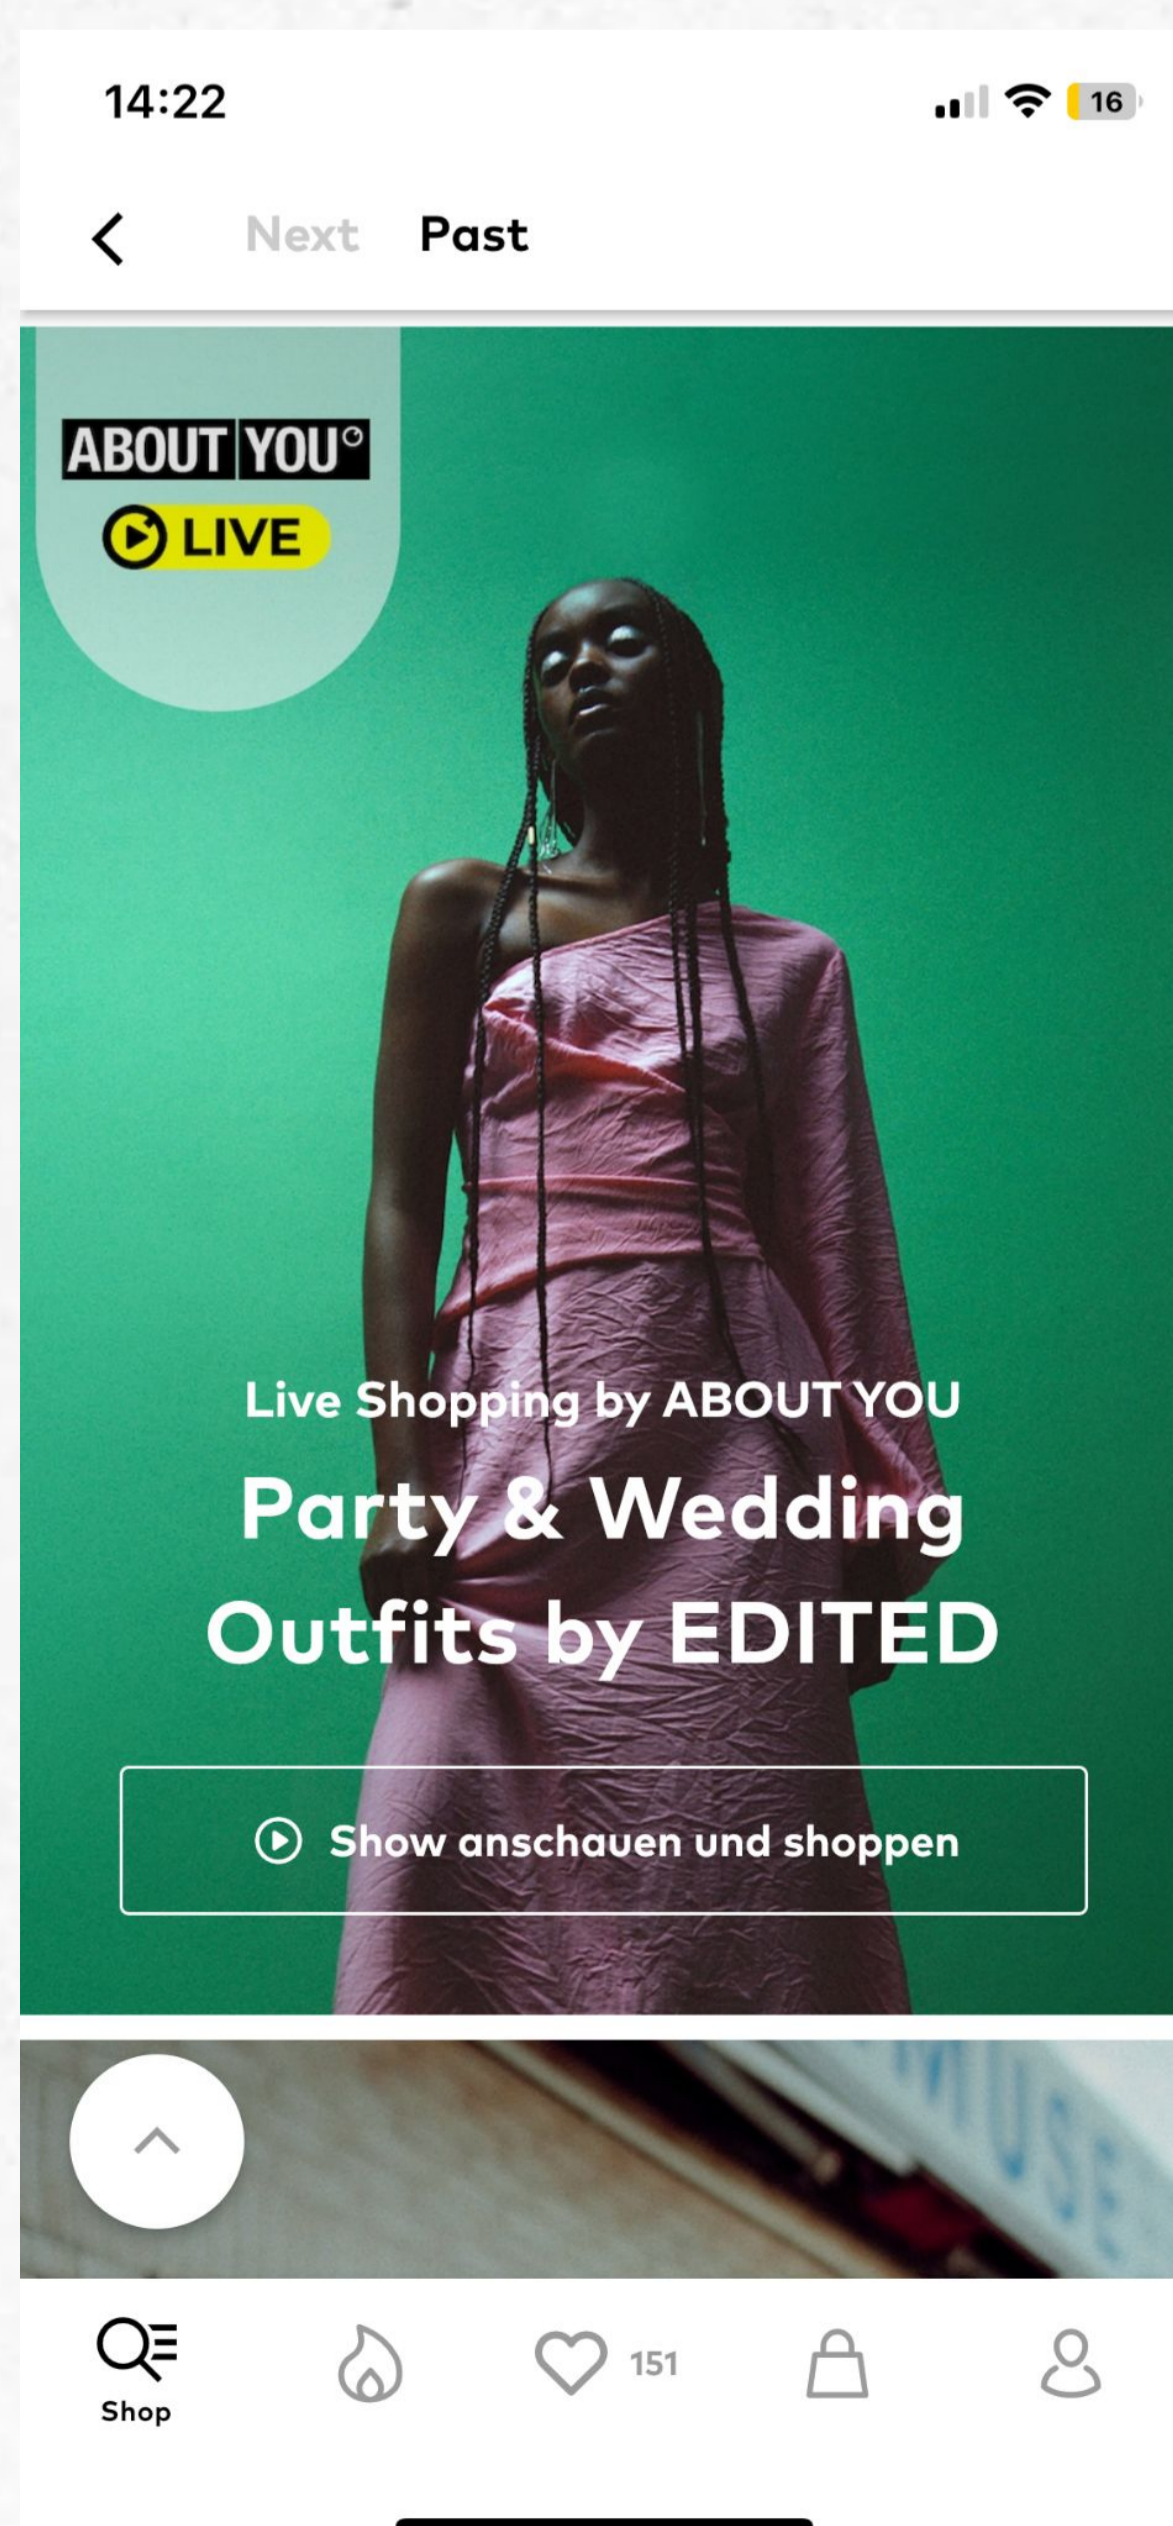 14:22
16
Next Past
ABOUT YOU°
LIVE
Live Shopping by ABOUT YOU
Party & Wedding
Outfits by EDITED
Show anschauen und shoppen
MUSE
151
Shop